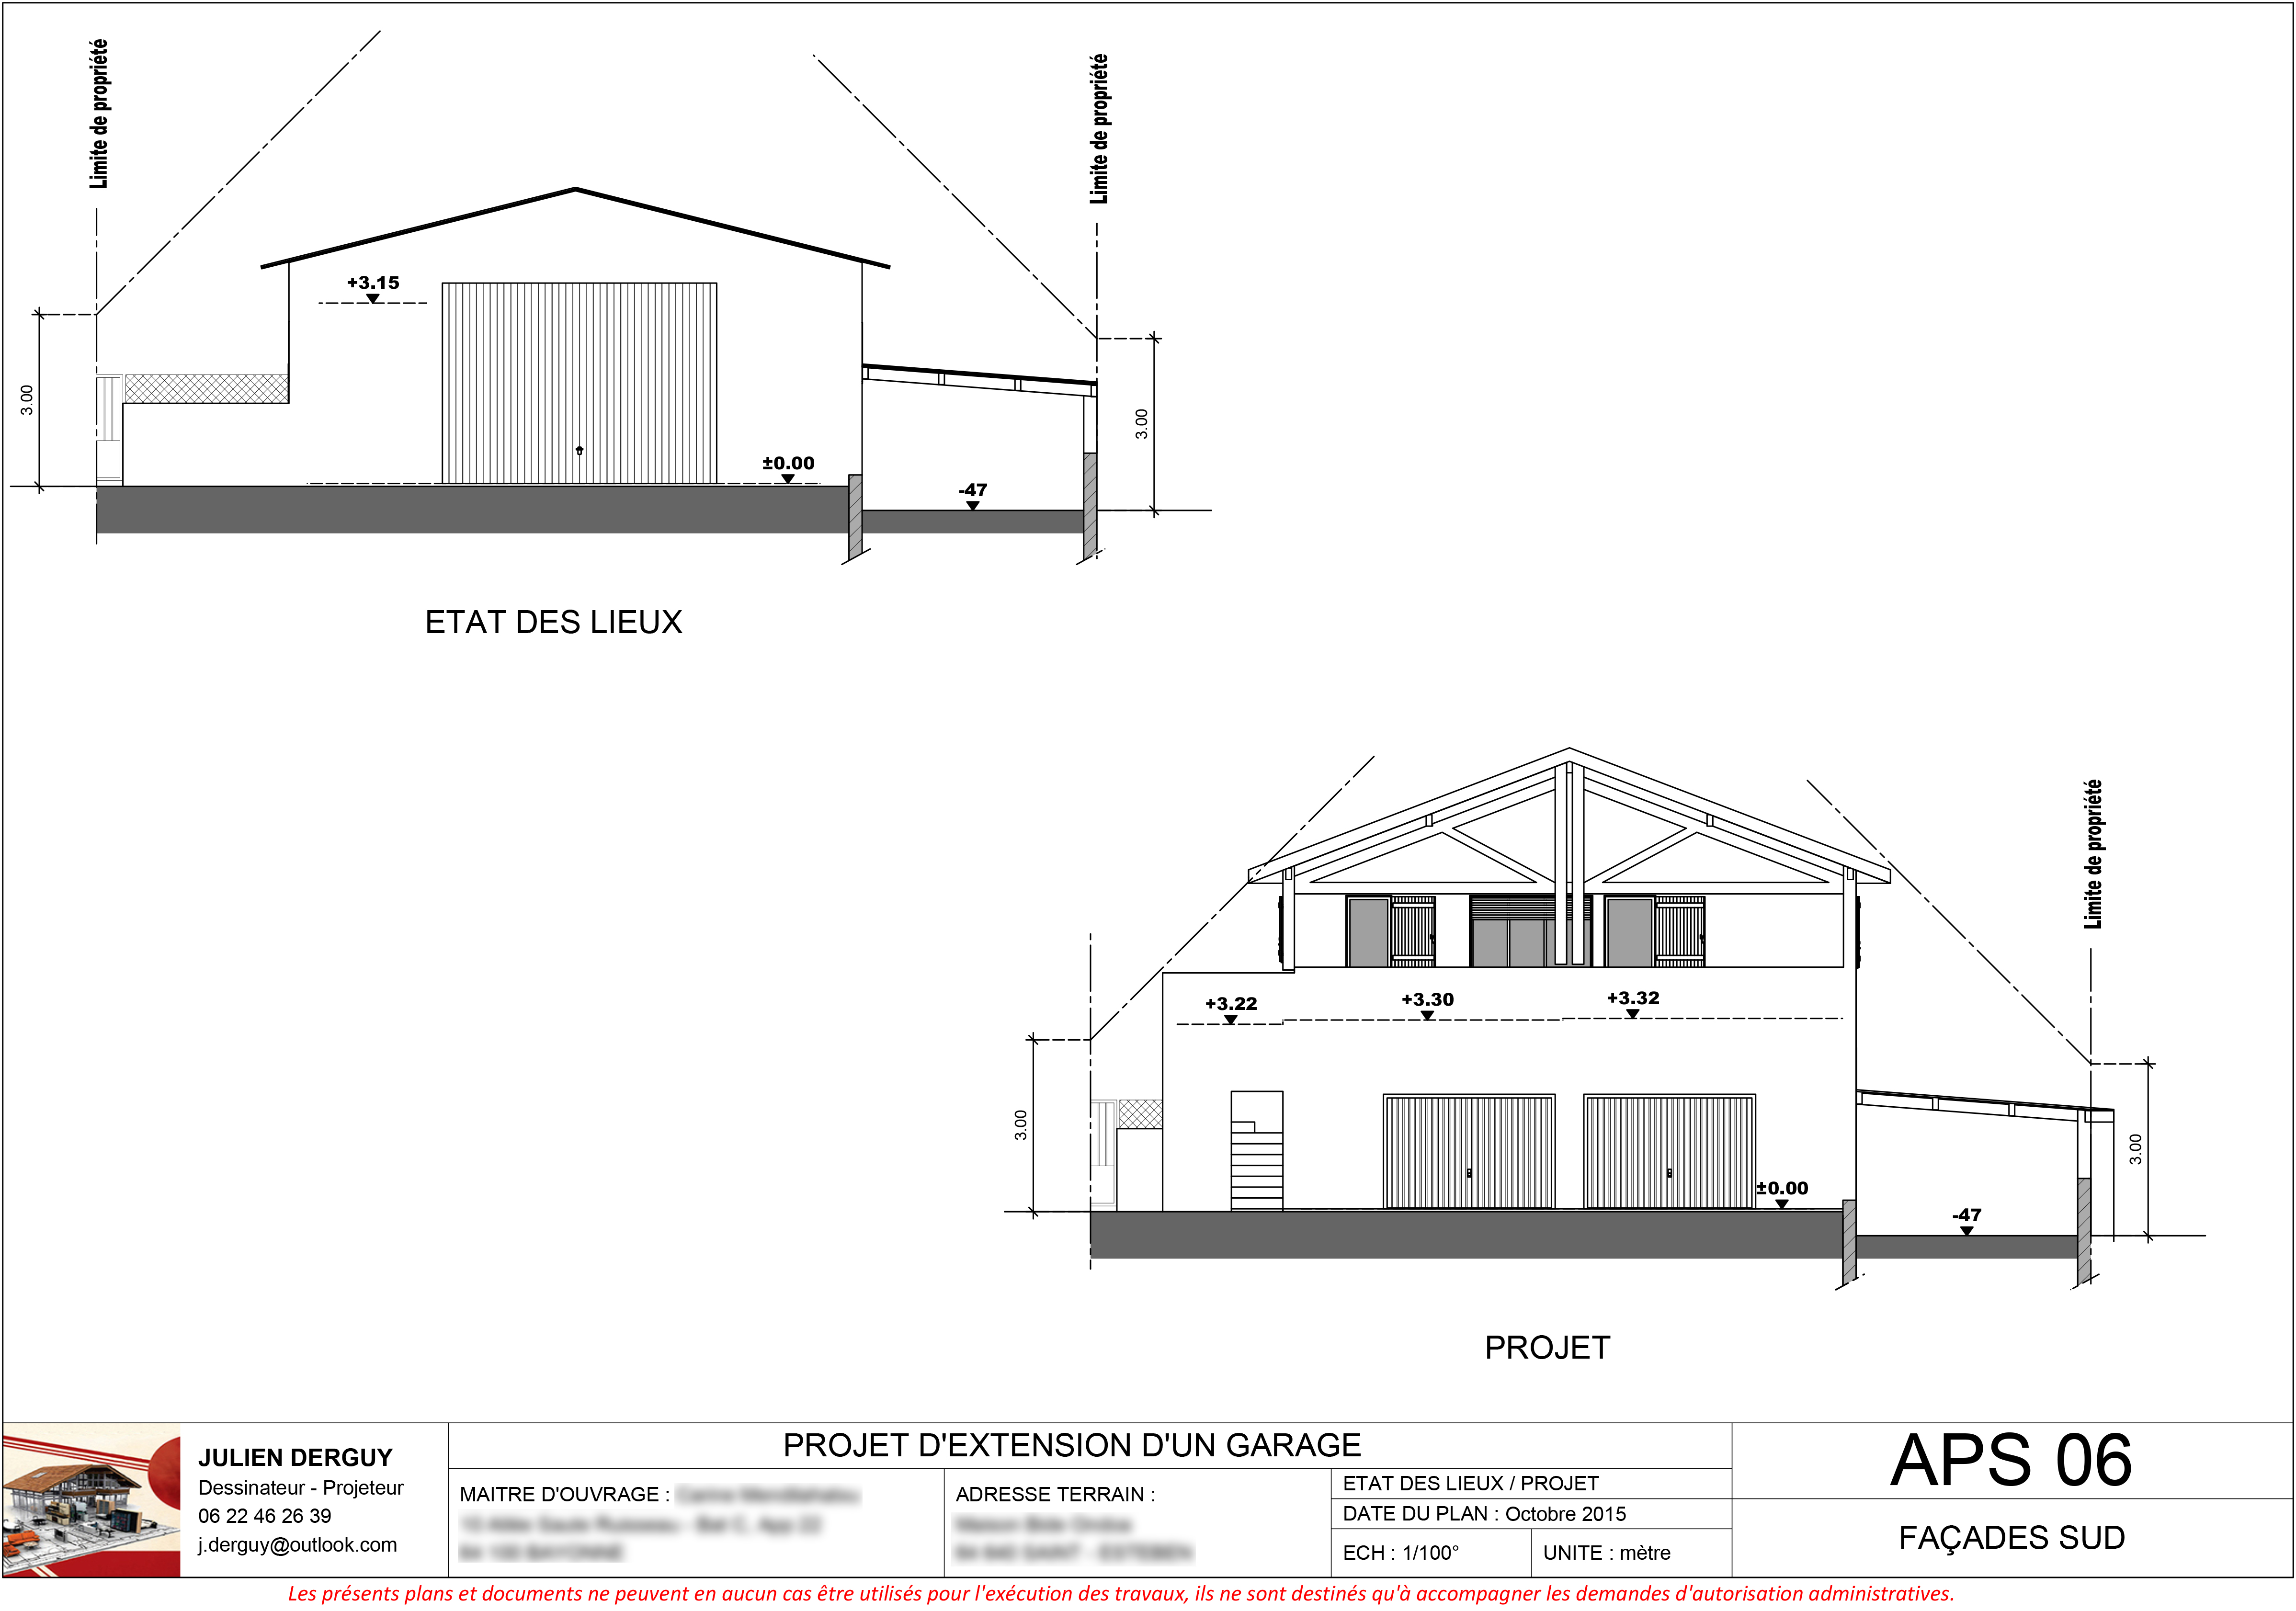 Limite de propriété
Limite de propriété
+3.15
3.00
3.00
±0.00
-47
ETAT DES LIEUX
Limite de propriété
+3.22
+3.30
+3.32
3.00
3.00
±0.00
-47
PROJET
JULIEN DERGUY
Dessinateur - Projeteur
06 22 46 26 39
j.derguy@outlook.com
PROJET D'EXTENSION D'UN GARAGE
MAITRE D'OUVRAGE :
ADRESSE TERRAIN :
ETAT DES LIEUX / PROJET
DATE DU PLAN : Octobre 2015
ECH : 1/100°
UNITE : mètre
APS 06
FAÇADES SUD
Les présents plans et documents ne peuvent en aucun cas être utilisés pour l'exécution des travaux, ils ne sont destinés qu'à accompagner les demandes d'autorisation administratives.